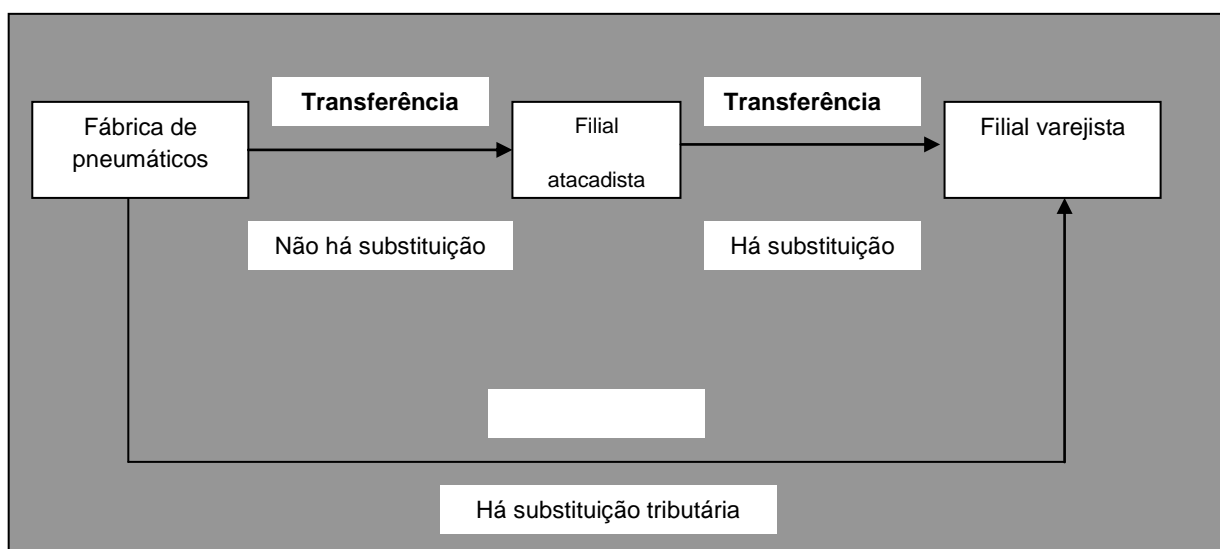 Transferência
Transferência
Fábrica de
pneumáticos
Filial
atacadista
Filial varejista
Não há substituição
Há substituição
Há substituição tributária